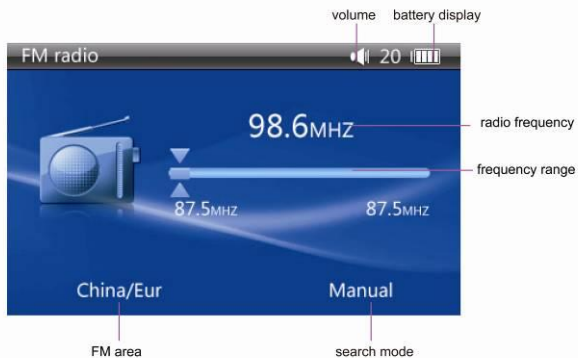 volume battery display
FM radio 20
98.6MHZ
radio frequency
frequency range
87.5MHZ 87.5MHZ
China/Eur Manual
FM area search mode